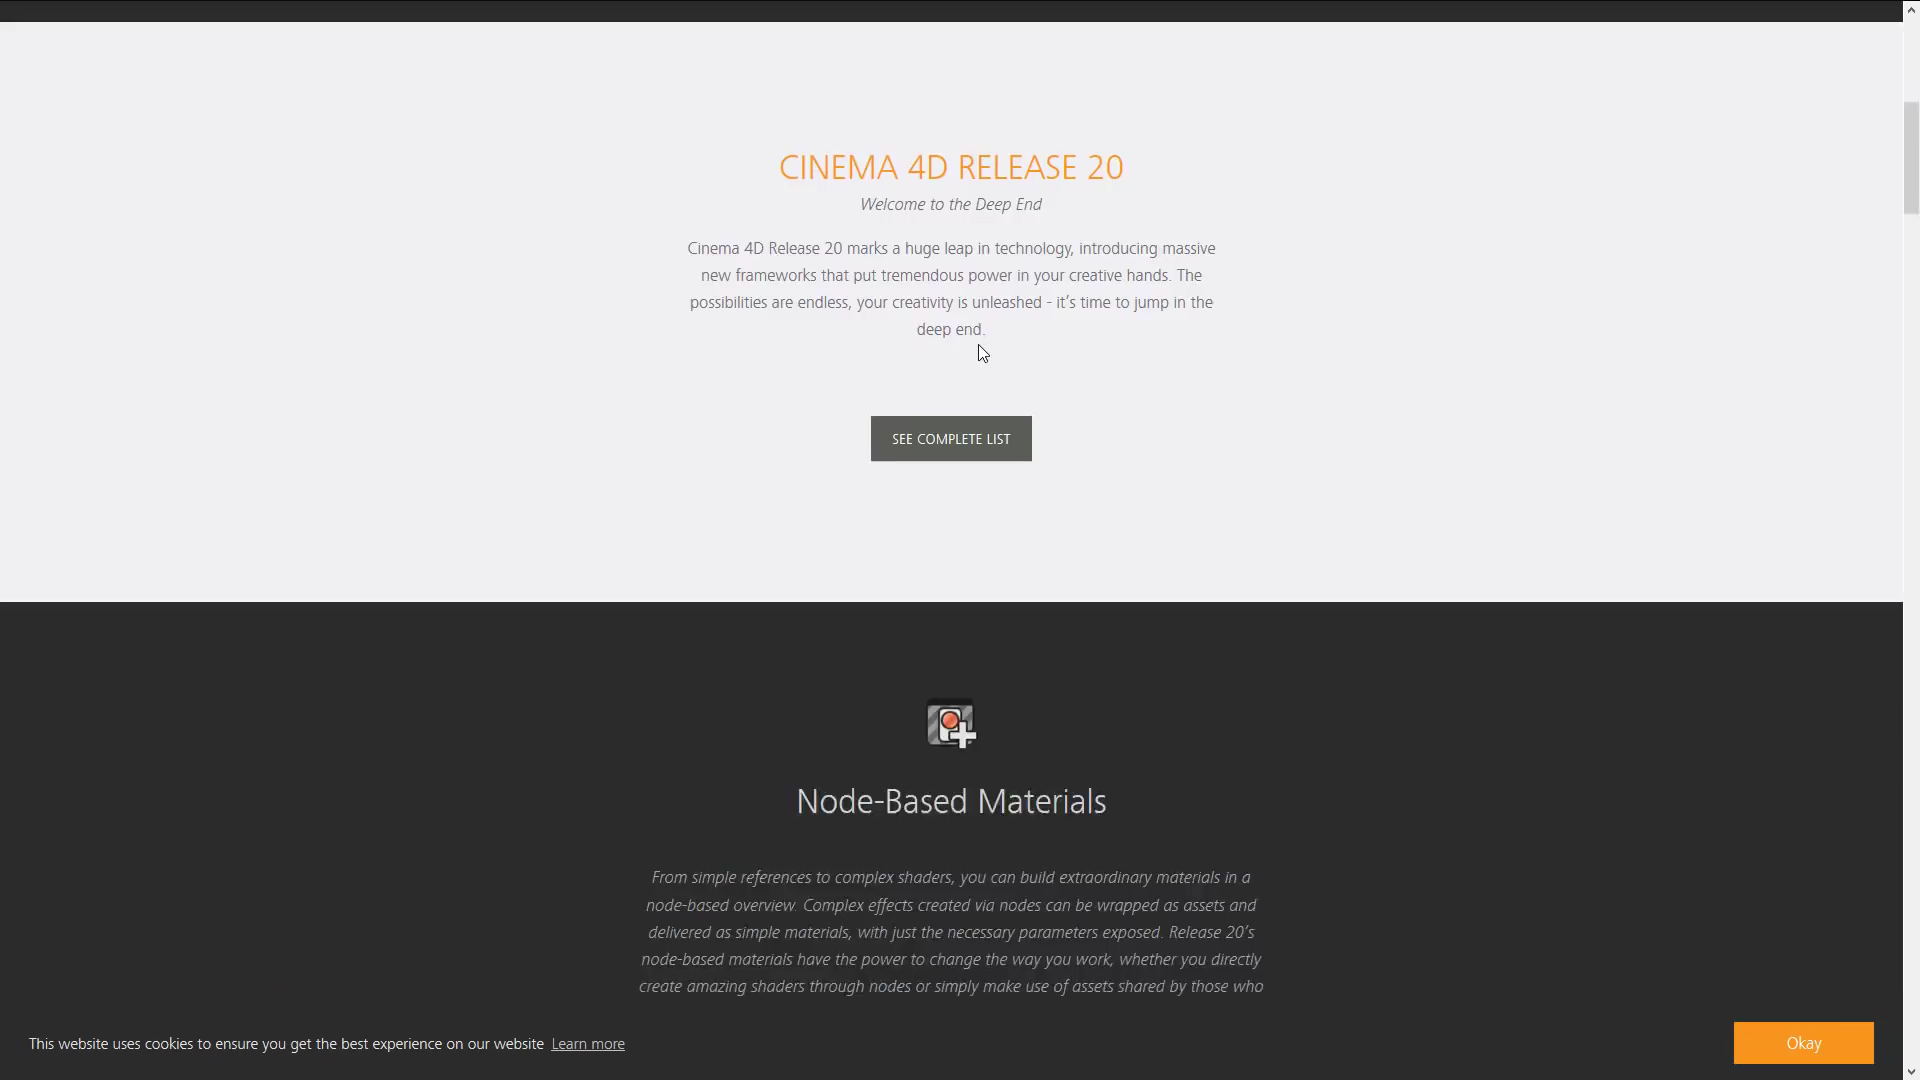 CINEMA 4D RELEASE 20
Welcome to the Deep End
Cinema 4D Release 20 marks a huge leap in technology, introducing massive
new frameworks that put tremendous power in your creative hands. The
possibilities are endless, your creativity is unleashed - it’s time to jump in the
deep end.
SEE COMPLETE LIST
Node-Based Materials
From simple references to complex shaders, you can build extraordinary materials in a
node-based overview. Complex effects created via nodes can be wrapped as assets and
delivered as simple materials, with just the necessary parameters exposed. Release 20’s
node-based materials have the power to change the way you work, whether you directly
create amazing shaders through nodes or simply make use of assets shared by those who
This website uses cookies to ensure you get the best experience on our website Learn more
Okay